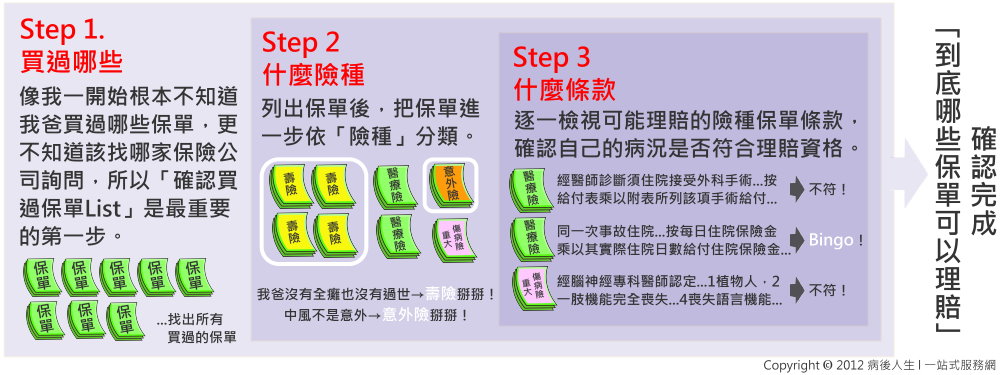 Step 1.
買過哪些
像我一開始根本不知道
我爸買過哪些保單，更
不知道該找哪家保險公
司詢問，所以「確認買
過保單List」是最重要
的第一步。
保單
保單
保單
保單
保單
保單
保單
保單
...找出所有
買過的保單
Step 2
什麼險種
列出保單後，把保單進
一步依「險種」分類。
壽險
壽險
醫療險
意外險
壽險
壽險
醫療險
重大傷病險
我爸沒有全癱也沒有過世→壽險掰掰！
中風不是意外→意外險掰掰！
Step 3
什麼條款
逐一檢視可能理賠的險種保單條款，
確認自己的病況是否符合理賠資格。
醫療險
經醫師診斷須住院接受外科手術...按
給付表乘以附表所列該項手術給付...
不符！
醫療險
同一次事故住院...按每日住院保險金
乘以其實際住院日數給付住院保險金...
Bingo！
重大傷病險
經腦神經專科醫師認定...1植物人，2
一肢機能完全喪失...4喪失語言機能...
不符！
確認完成
「到底哪些保單可以理賠」
Copyright © 2012 病後人生 l 一站式服務網